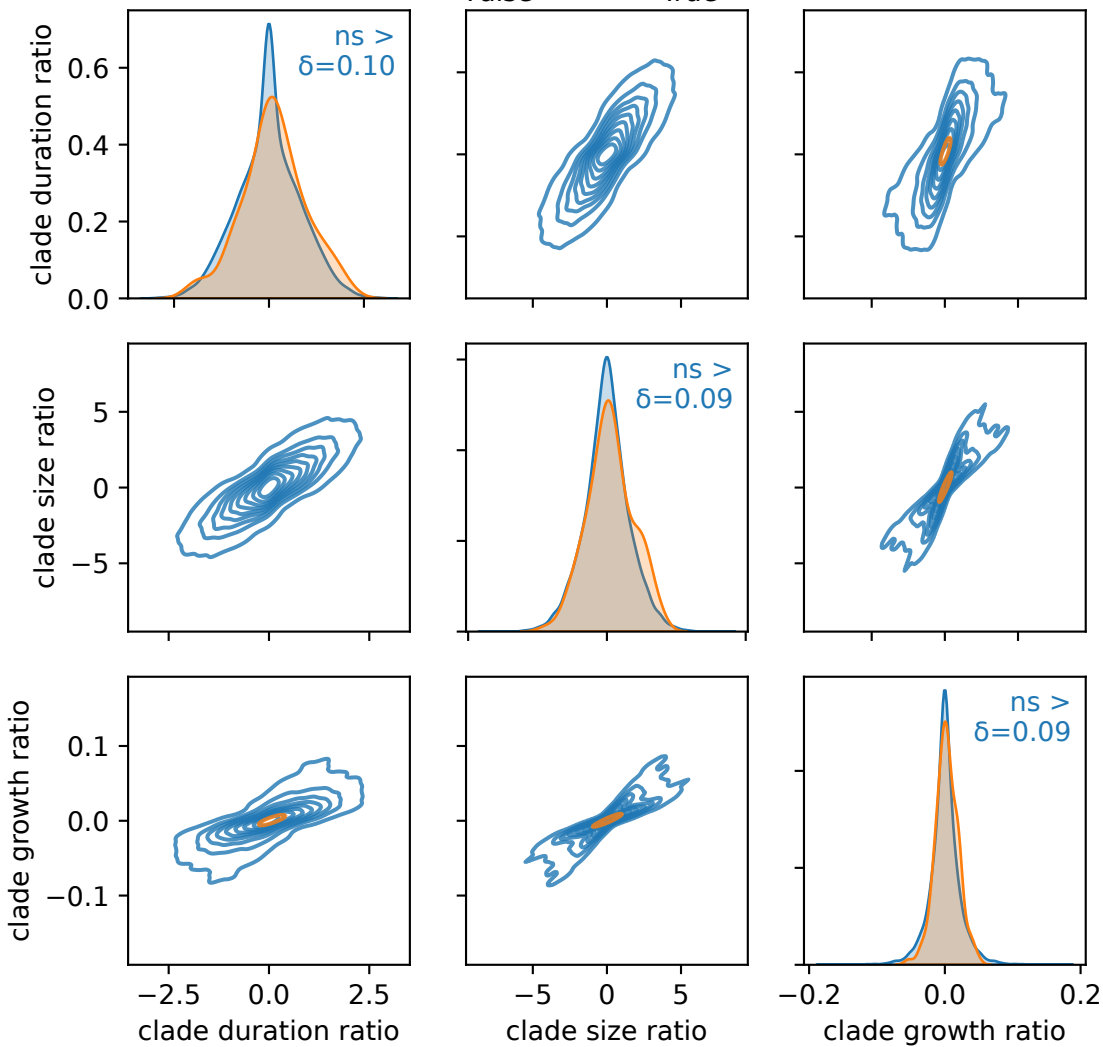 clade duration ratio
0.6
0.4
0.2
0.0
ns >
δ=0.10
clade size ratio
5
0
−5
ns >
δ=0.09
clade growth ratio
0.1
0.0
−0.1
ns >
δ=0.09
−2.5 0.0 2.5
−5 0 5
−0.2 0.0 0.2
clade duration ratio
clade size ratio
clade growth ratio